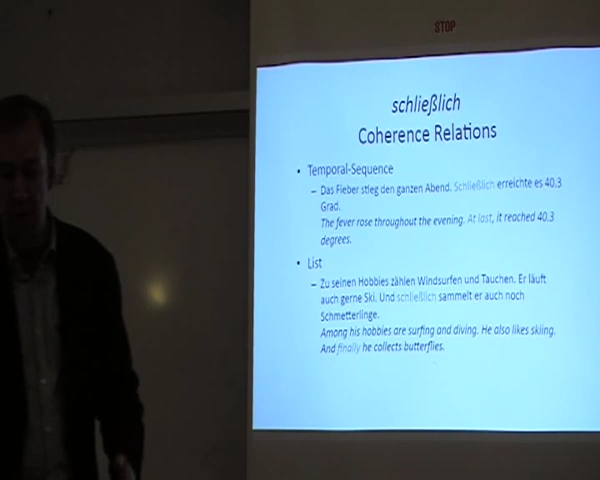 STOP
schließlich
Coherence Relations
• Temporal-Sequence
– Das Fieber stieg den ganzen Abend. Schließlich erreichte es 40.3
Grad.
The fever rose throughout the evening. At last, it reached 40.3
degrees.
• List
– Zu seinen Hobbies zählen Windsurfen und Tauchen. Er läuft
auch gerne Ski. Und schließlich sammelt er auch noch
Schmetterlinge.
Among his hobbies are surfing and diving. He also likes skiing.
And finally he collects butterflies.